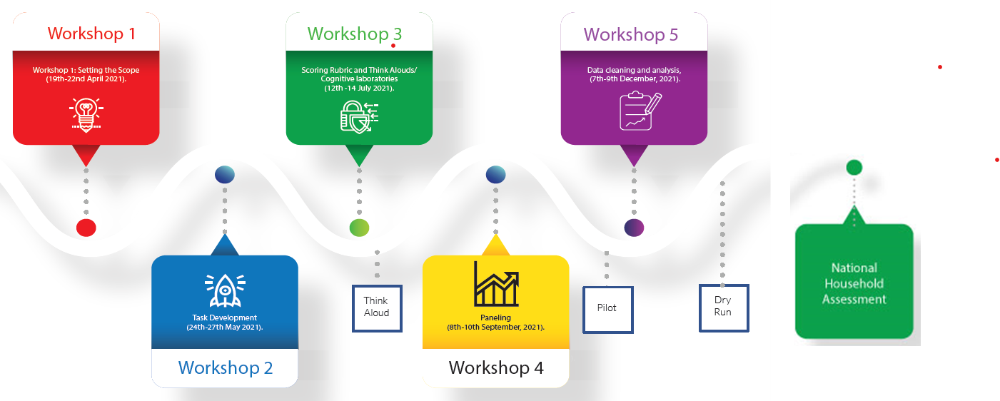 Workshop 1
Workshop 1: Setting the Scope
(19th-22nd April 2021).
Task Development
(24th-27th May 2021).
Workshop 2
Workshop 3
Scoring Rubric and Think Alouds/
Cognitive laboratories
(12th -14 July 2021).
Think
Aloud
Paneling
(8th-10th September, 2021).
Workshop 4
Workshop 5
Data cleaning and analysis,
(7th-9th December, 2021).
Pilot
Dry
Run
National
Household
Assessment